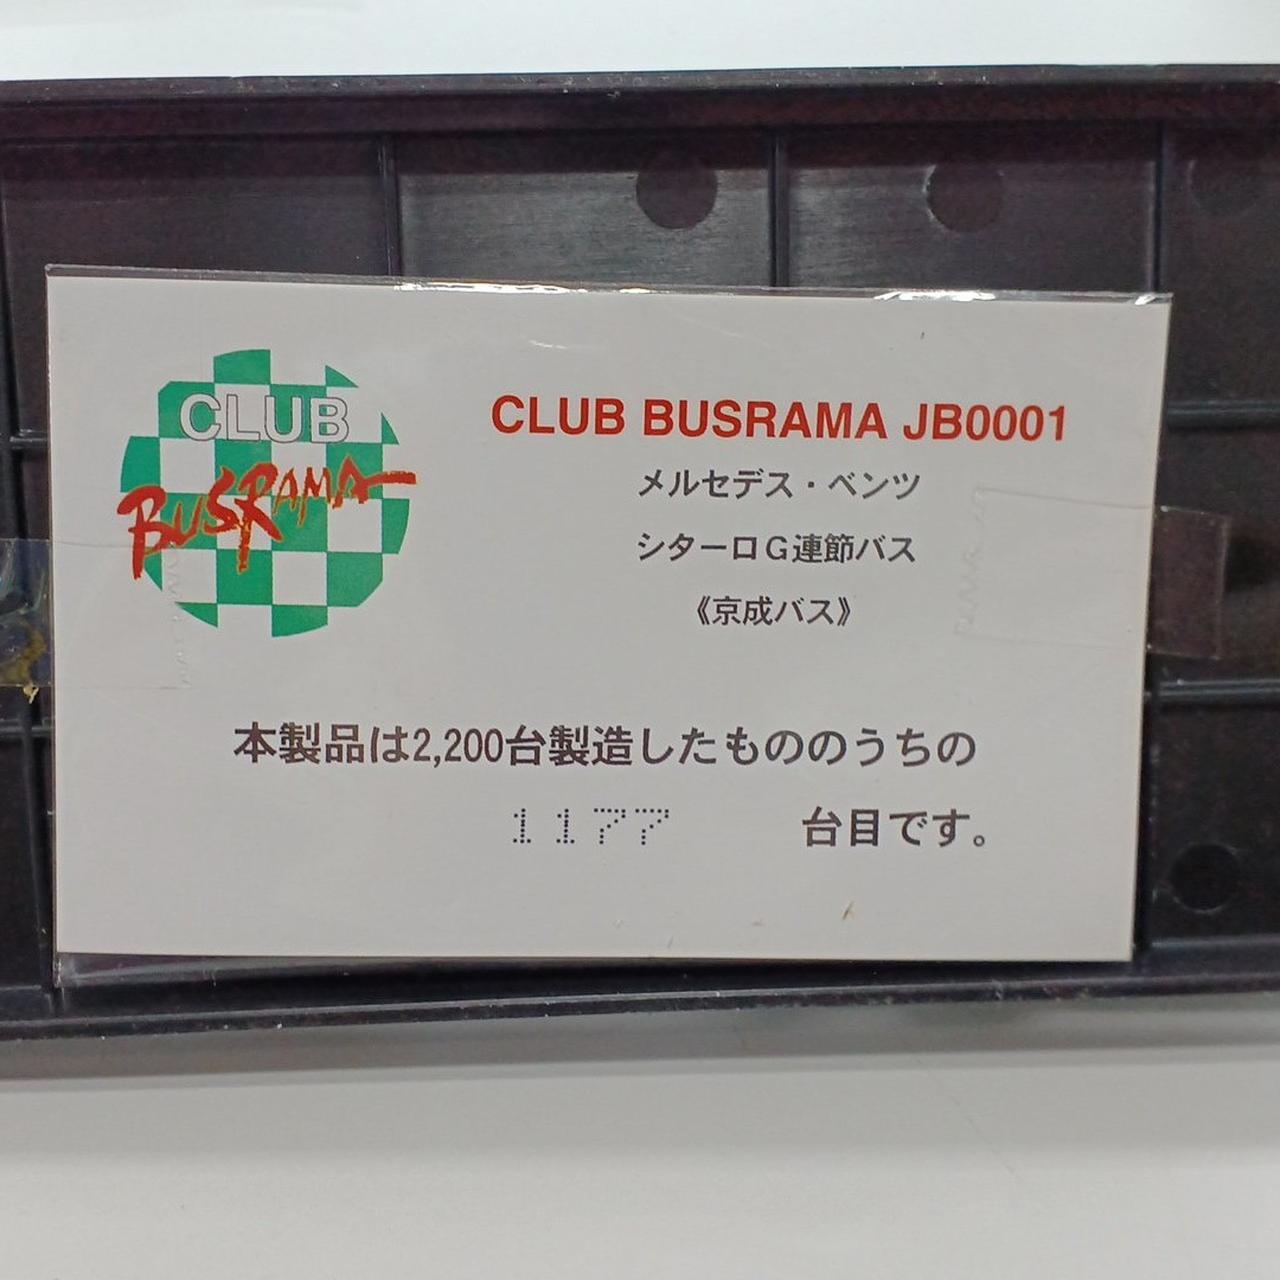 CLUB
BUSRAMA
CLUB BUSRAMA JB0001
メルセデス・ベンツ
シターロG連節バス
《京成バス》
本製品は2,200台製造したもののうちの
1177 台目です。